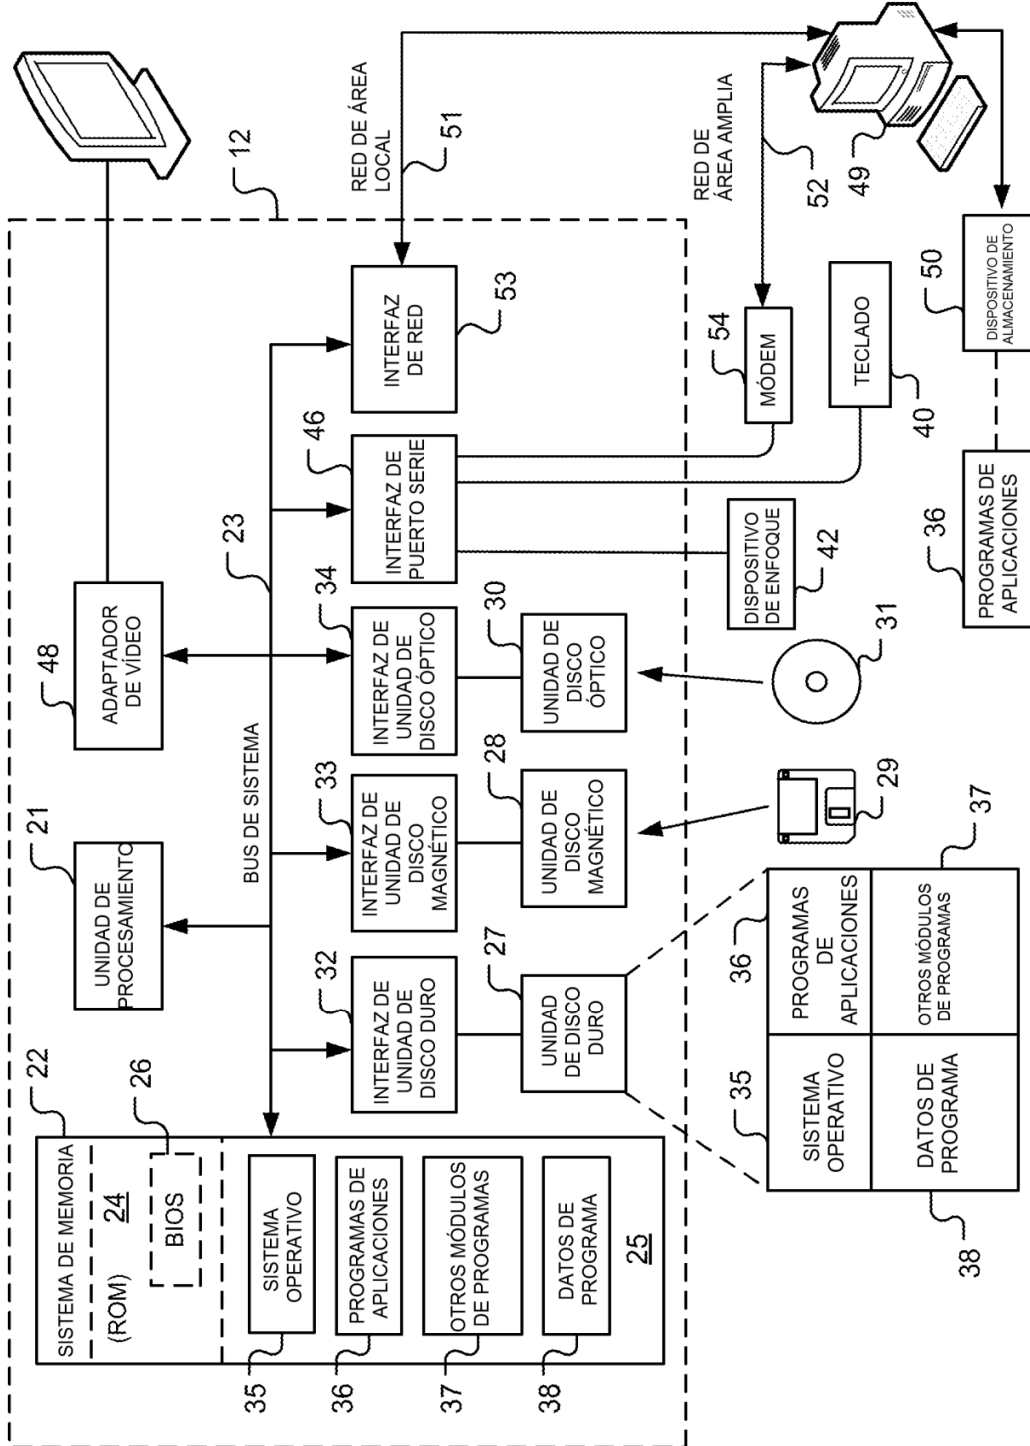 12
22
SISTEMA DE MEMORIA
(ROM)
24
26
BIOS
35
SISTEMA
OPERATIVO
36
PROGRAMAS DE
APLICACIONES
37
OTROS MÓDULOS
DE PROGRAMAS
38
DATOS DE
PROGRAMA
25
21
UNIDAD DE
PROCESAMIENTO
48
ADAPTADOR
DE VÍDEO
BUS DE SISTEMA
23
32
INTERFAZ DE
UNIDAD DE
DISCO DURO
33
INTERFAZ DE
UNIDAD DE
DISCO
MAGNÉTICO
34
INTERFAZ DE
UNIDAD DE
DISCO ÓPTICO
46
INTERFAZ DE
PUERTO SERIE
INTERFAZ
DE RED
53
RED DE ÁREA
LOCAL
51
27
UNIDAD
DE DISCO
DURO
28
UNIDAD DE
DISCO
MAGNÉTICO
30
UNIDAD DE
DISCO
ÓPTICO
29
31
DISPOSITIVO
DE ENFOQUE
42
54
MÓDEM
TECLADO
40
RED DE
ÁREA AMPLIA
52
49
50
DISPOSITIVO DE
ALMACENAMIENTO
36
PROGRAMAS DE
APLICACIONES
35
SISTEMA
OPERATIVO
36
PROGRAMAS
DE
APLICACIONES
OTROS MÓDULOS
DE PROGRAMAS
37
DATOS DE
PROGRAMA
38